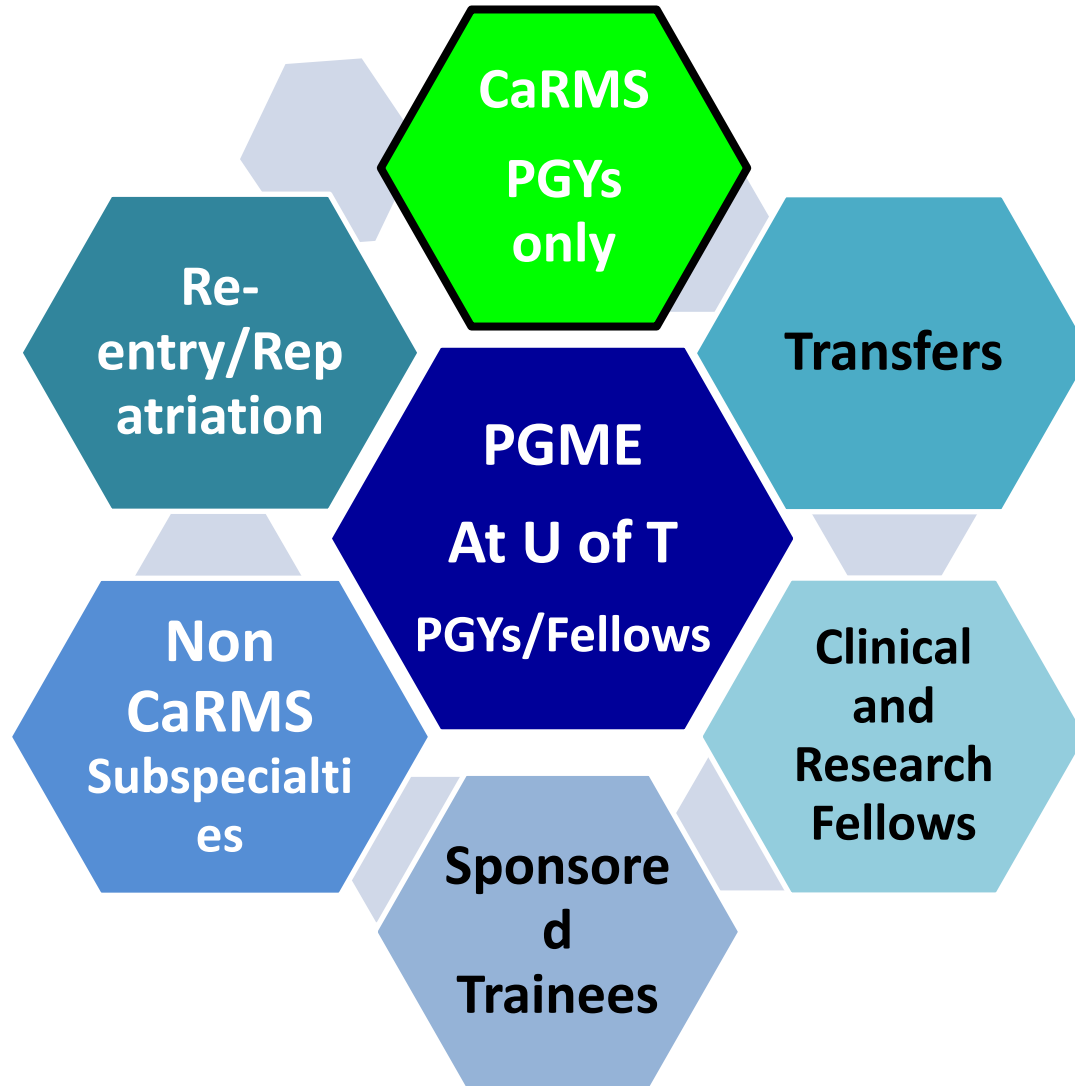 CaRMS
PGYs
only
Re-
entry/Rep
atriation
Transfers
PGME
At U of T
PGYs/Fellows
Non
CaRMS
Subspecialti
es
Clinical
and
Research
Fellows
Sponsore
d
Trainees